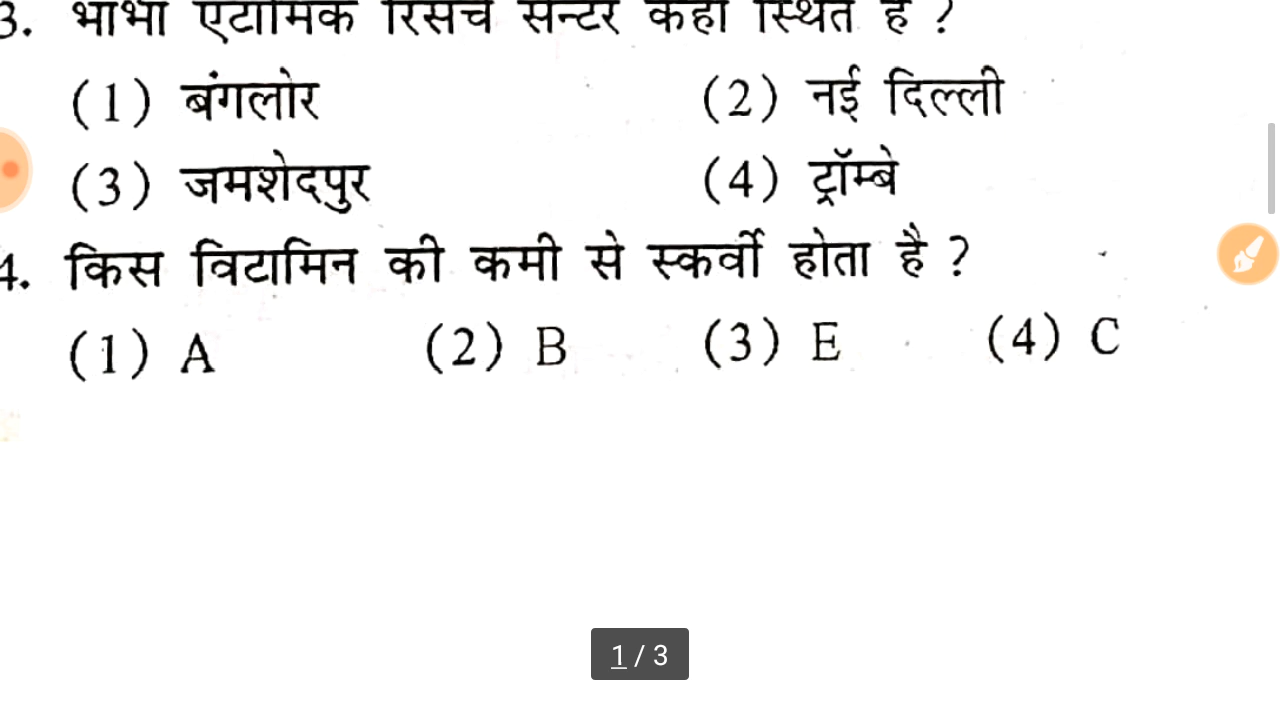 3. भाभा एटॉमिक रिसर्च सेन्टर कहाँ स्थित है ?
(1) बंगलोर (2) नई दिल्ली
(3) जमशेदपुर (4) ट्रॉम्बे
4. किस विटामिन की कमी से स्कर्वी होता है ?
(1) A (2) B (3) E (4) C
1 / 3